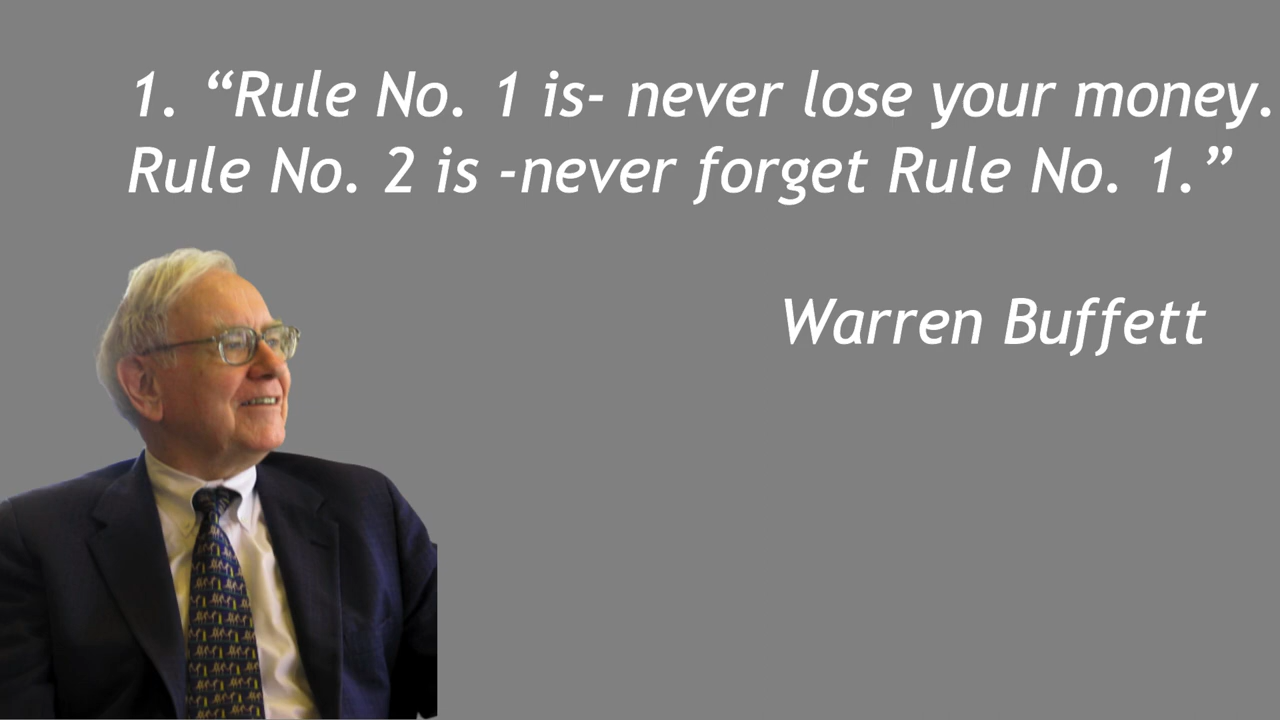 1. “Rule No. 1 is- never lose your money.
Rule No. 2 is -never forget Rule No. 1.”
Warren Buffett